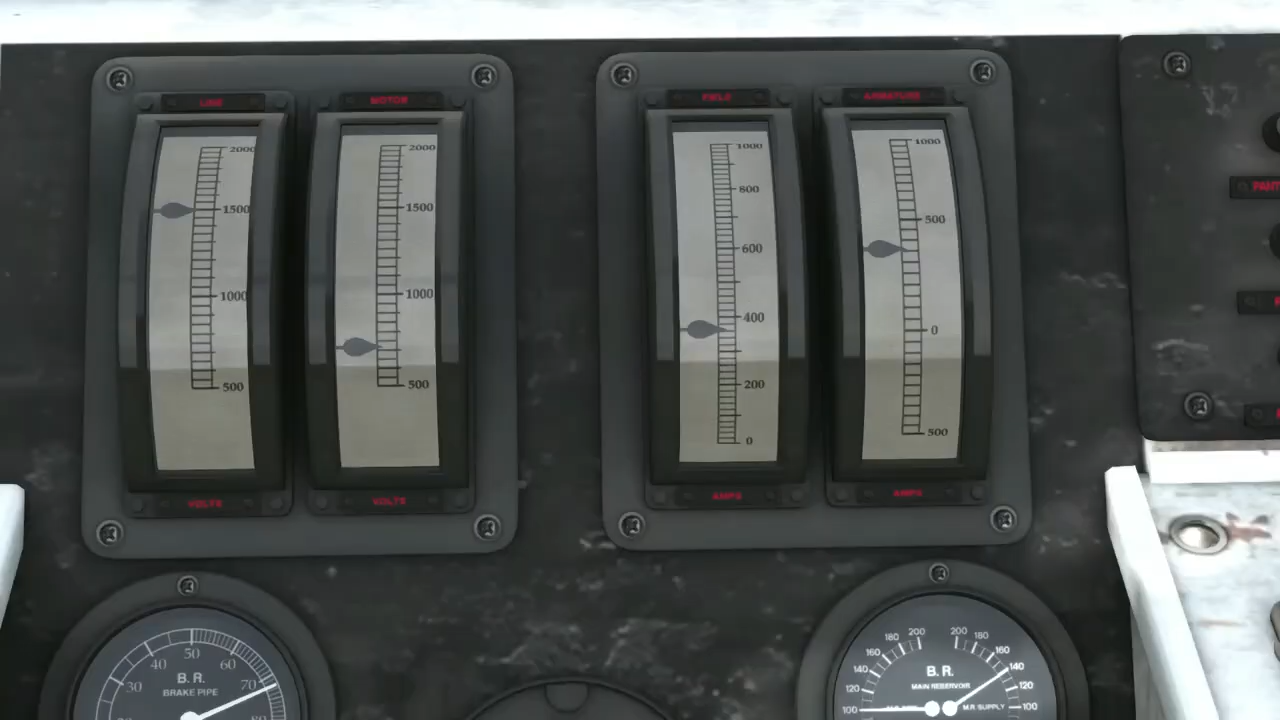 LINE
MOTOR
FIELD
ARMATURE
2000
1500
1000
500
2000
1500
1000
500
1000
800
600
400
200
0
1000
500
0
500
VOLTS
VOLTS
AMPS
AMPS
PANT
30
40
50
60
70
B.R.
BRAKE PIPE
100
120
140
160
180
200
200
180
160
140
120
100
B.R.
MAIN RESERVOIR
M.R. SUPPLY